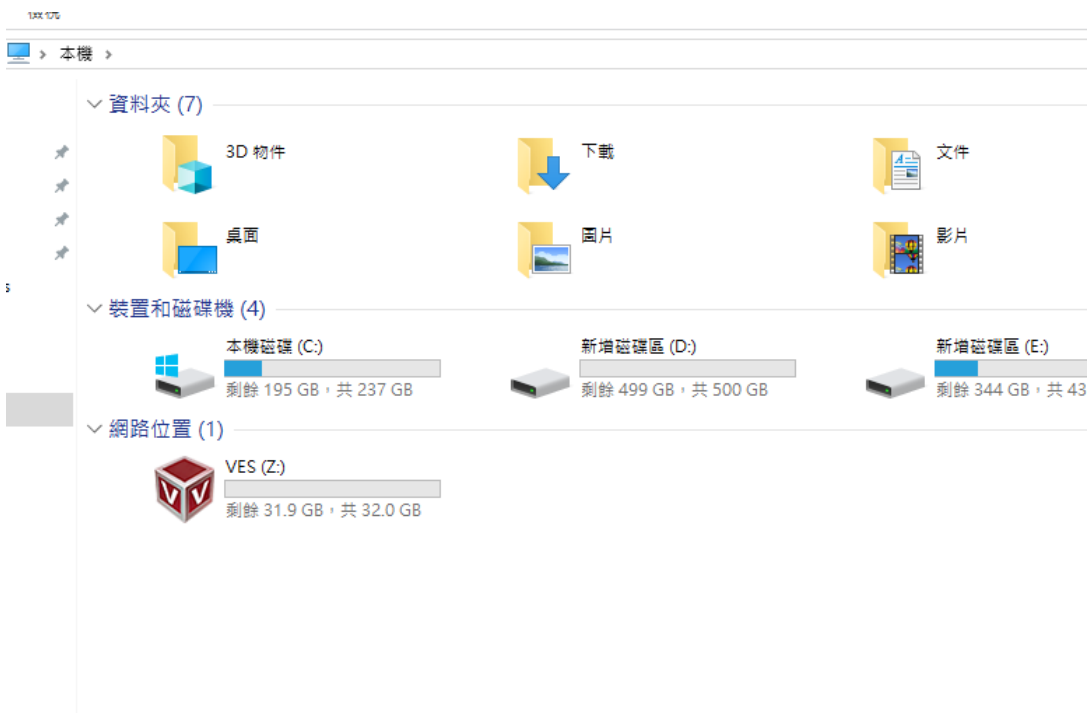 本機
資料夾 (7)
3D 物件
下載
文件
桌面
圖片
影片
s
裝置和磁碟機 (4)
本機磁碟 (C:)
剩餘 195 GB，共 237 GB
新增磁碟區 (D:)
剩餘 499 GB，共 500 GB
新增磁碟區 (E:)
剩餘 344 GB，共 43
網路位置 (1)
VES (Z:)
剩餘 31.9 GB，共 32.0 GB